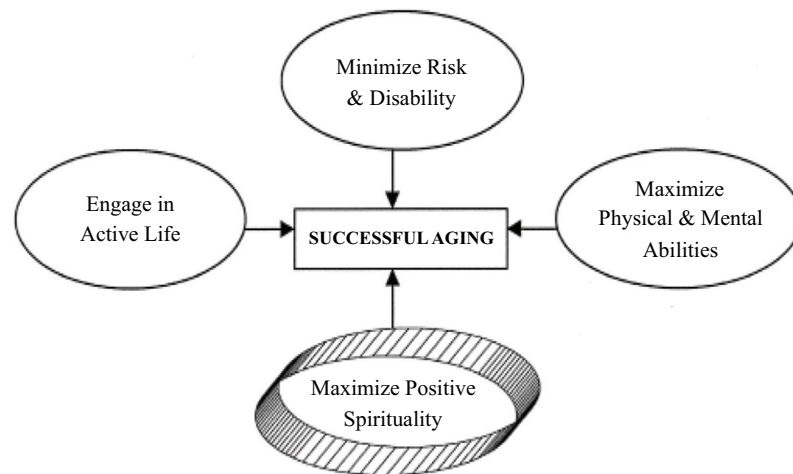 Minimize Risk
& Disability
Engage in
Active Life
SUCCESSFUL AGING
Maximize
Physical & Mental
Abilities
Maximize Positive
Spirituality